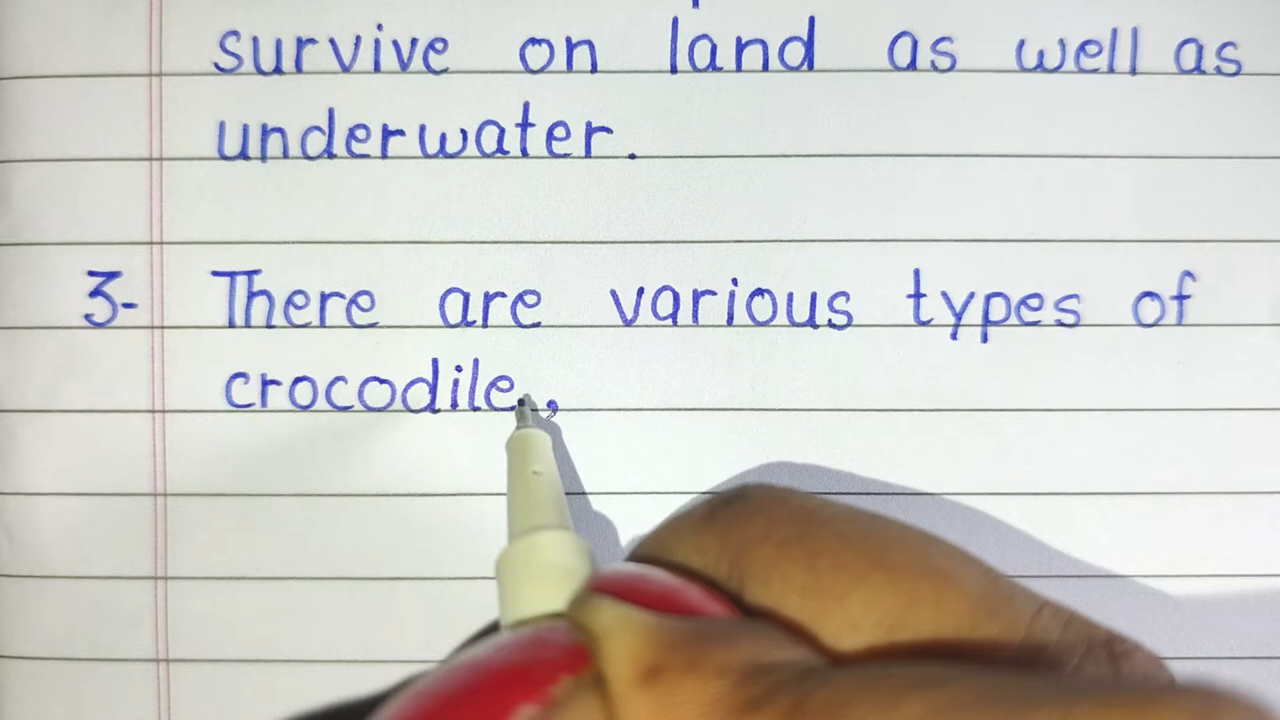 survive on land as well as
underwater.
3- There are various types of
crocodile,